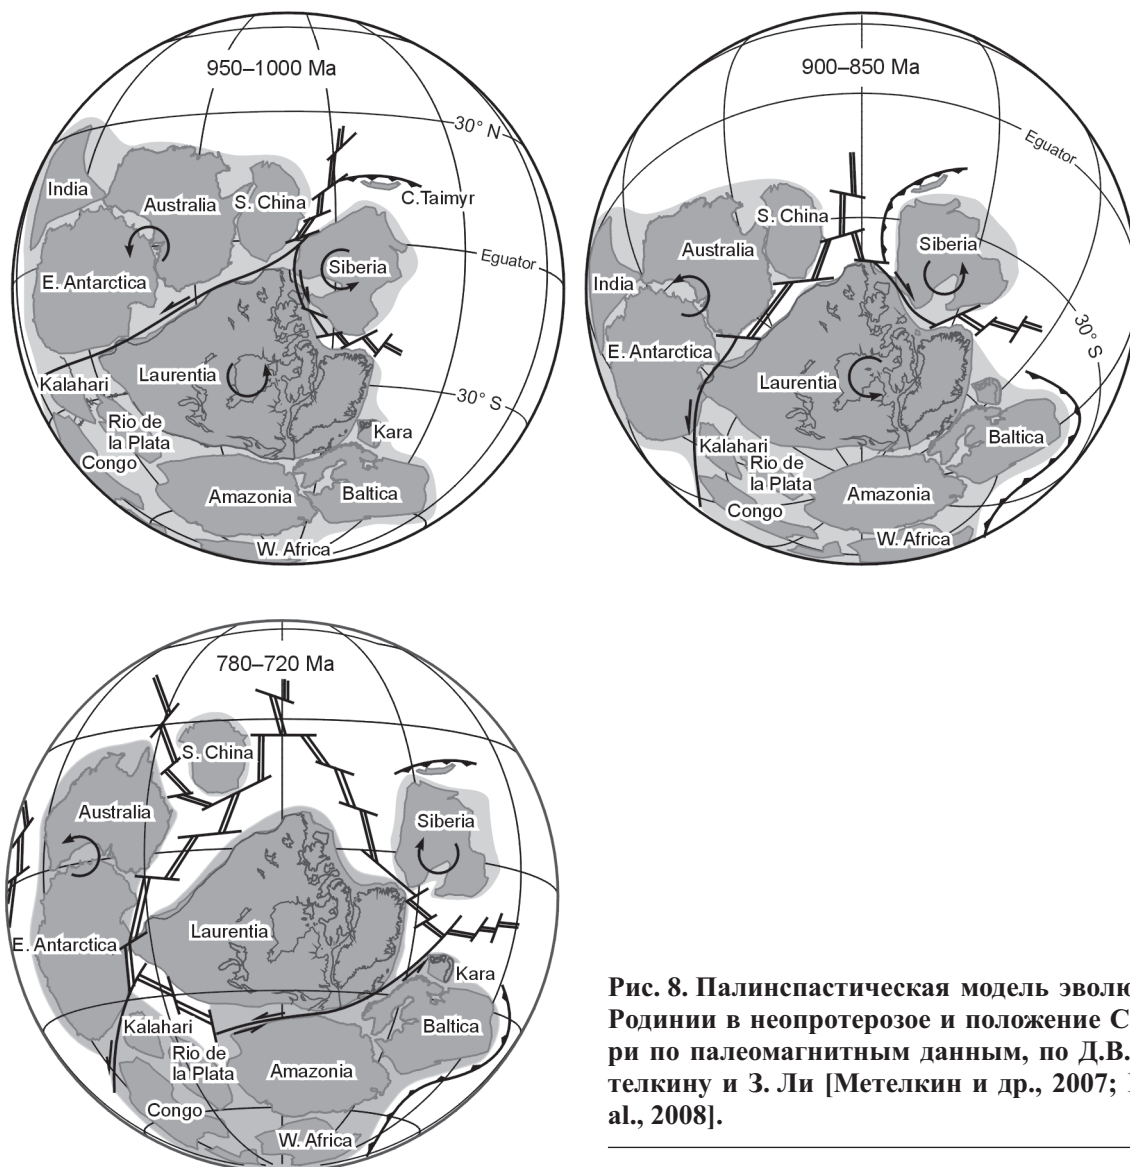 950–1000 Ma
30° N
India
Australia
S. China
C.Taimyr
E. Antarctica
Siberia
Eguator
Kalahari
Laurentia
30° S
Rio de
la Plata
Kara
Congo
Amazonia
Baltica
W. Africa
900–850 Ma
Eguator
S. China
Australia
Siberia
India
30° S
E. Antarctica
Laurentia
Kalahari
Baltica
Rio de
la Plata
Amazonia
Congo
W. Africa
780–720 Ma
S. China
Australia
Siberia
Laurentia
E. Antarctica
Kara
Kalahari
Baltica
Rio de
la Plata
Amazonia
Congo
W. Africa
Рис. 8. Палинспастическая модель эволю
Родинии в неопротерозое и положение С
ри по палеомагнитным данным, по Д.В.
телкину и З. Ли [Метелкин и др., 2007;
al., 2008].